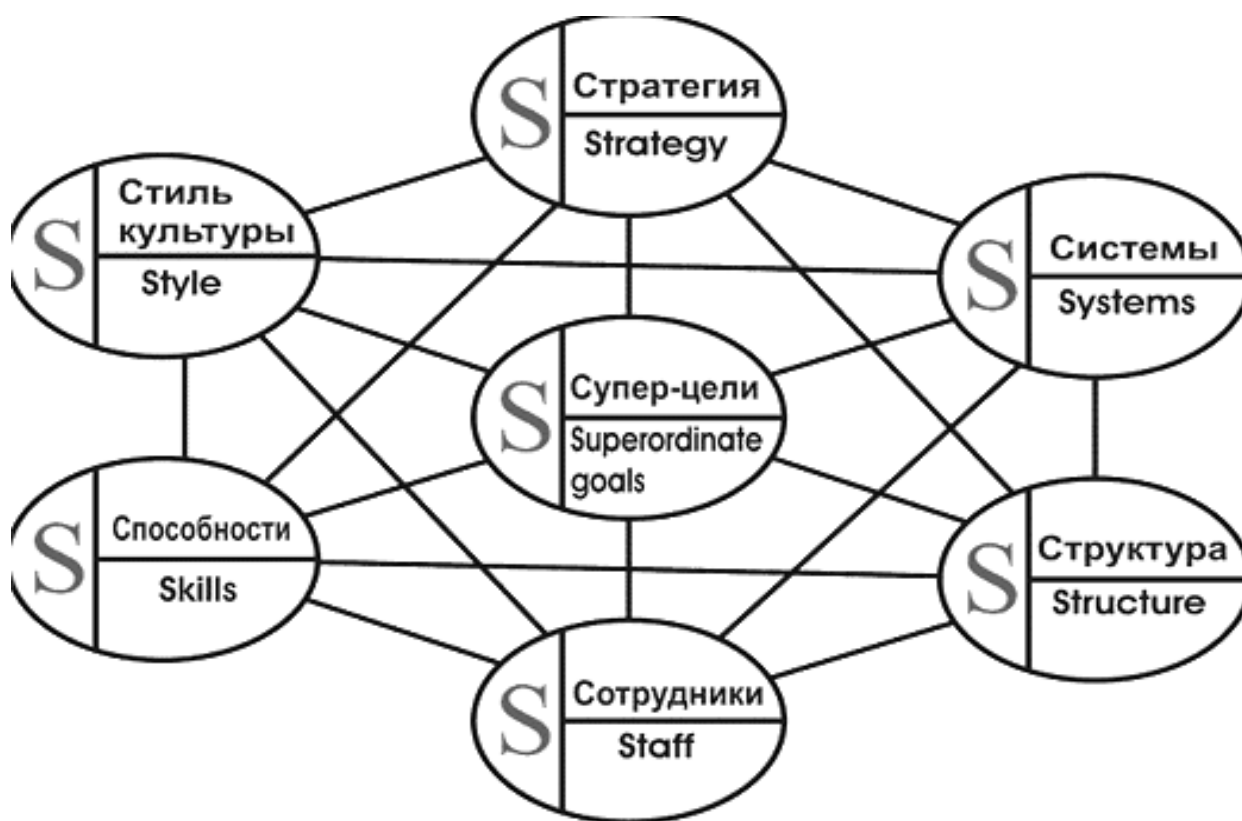 S
Стратегия
Strategy
S
Стиль
культуры
Style
S
Системы
Systems
S
Супер-цели
Superordinate
goals
S
Способности
Skills
S
Структура
Structure
S
Сотрудники
Staff